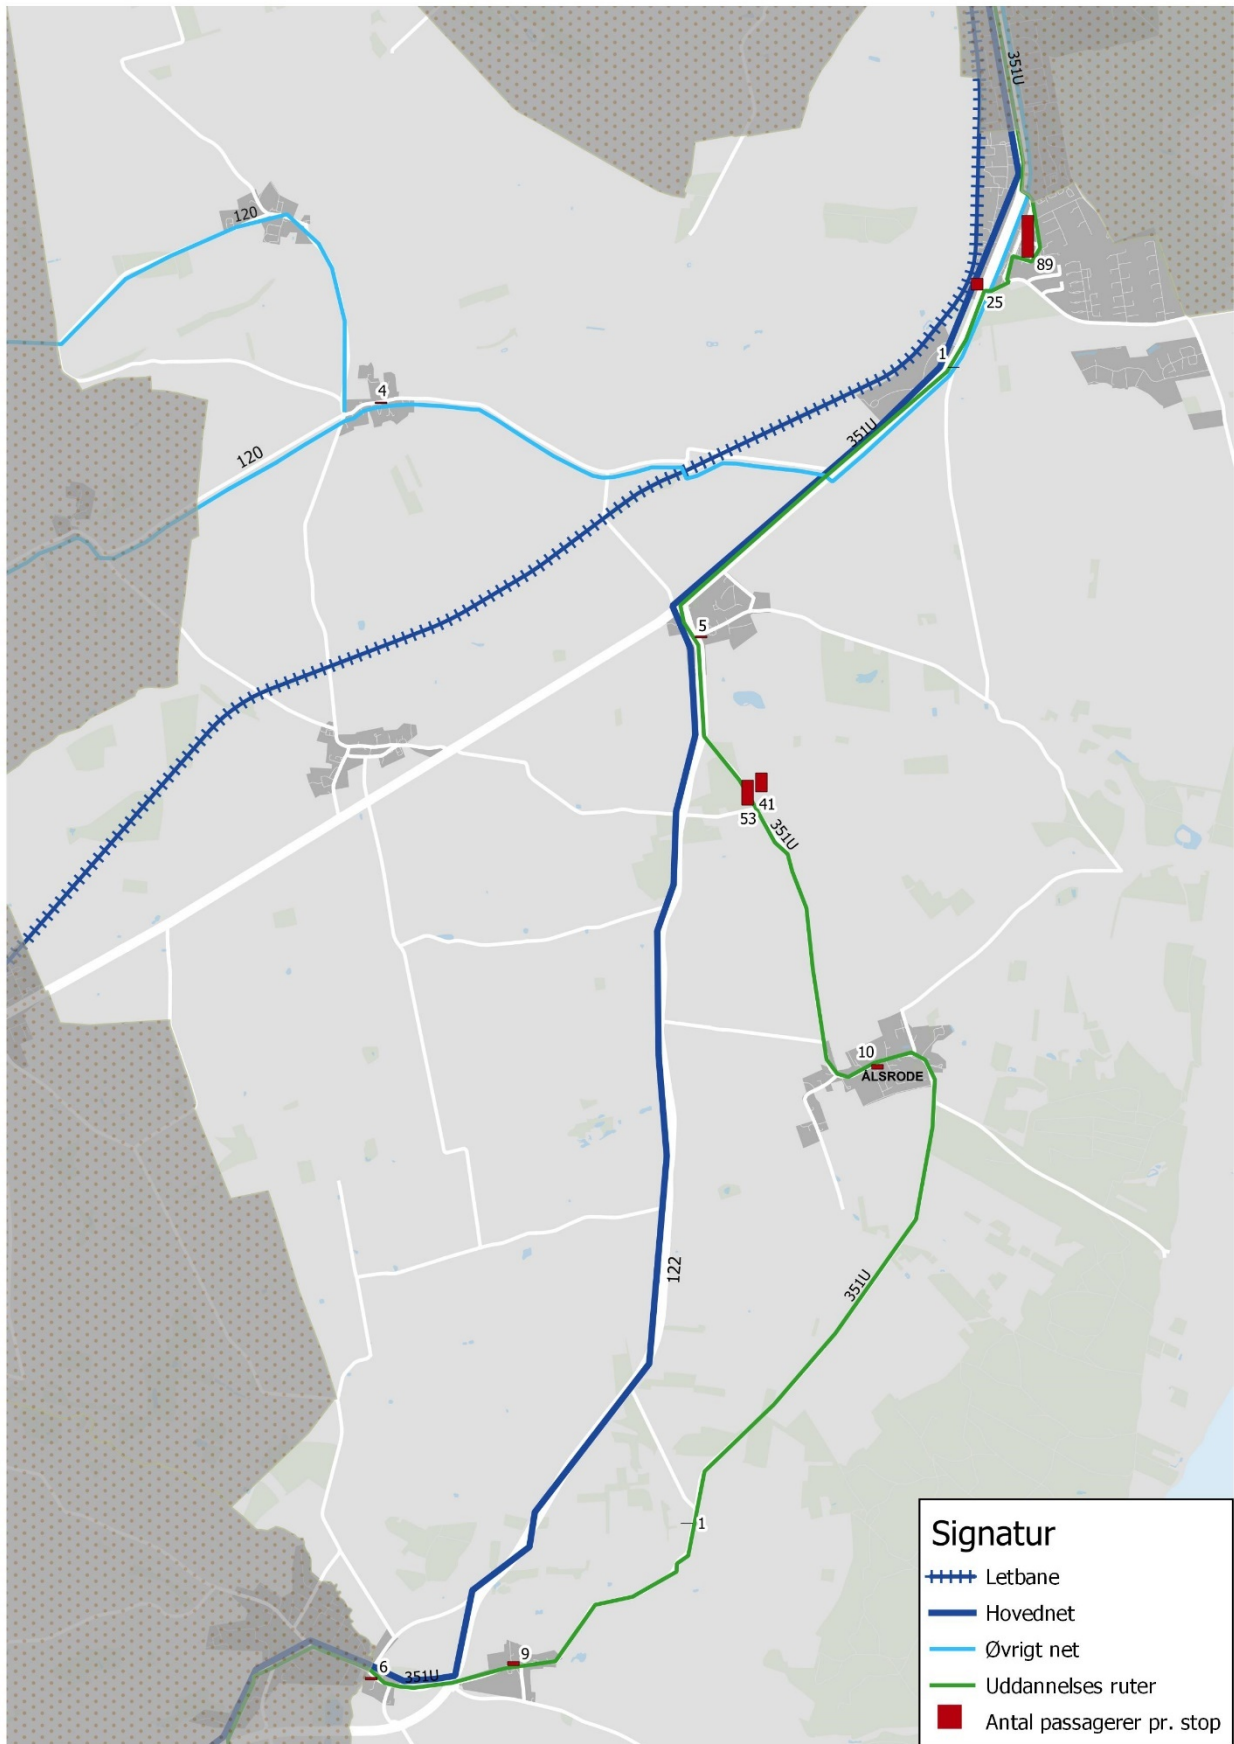 351U
120
89
25
1
4
351U
120
5
41
53
351U
10
ÅLSRODE
122
351U
1
9
6
351U
Signatur
Letbane
Hovednet
Øvrigt net
Uddannelses ruter
Antal passagerer pr. stop